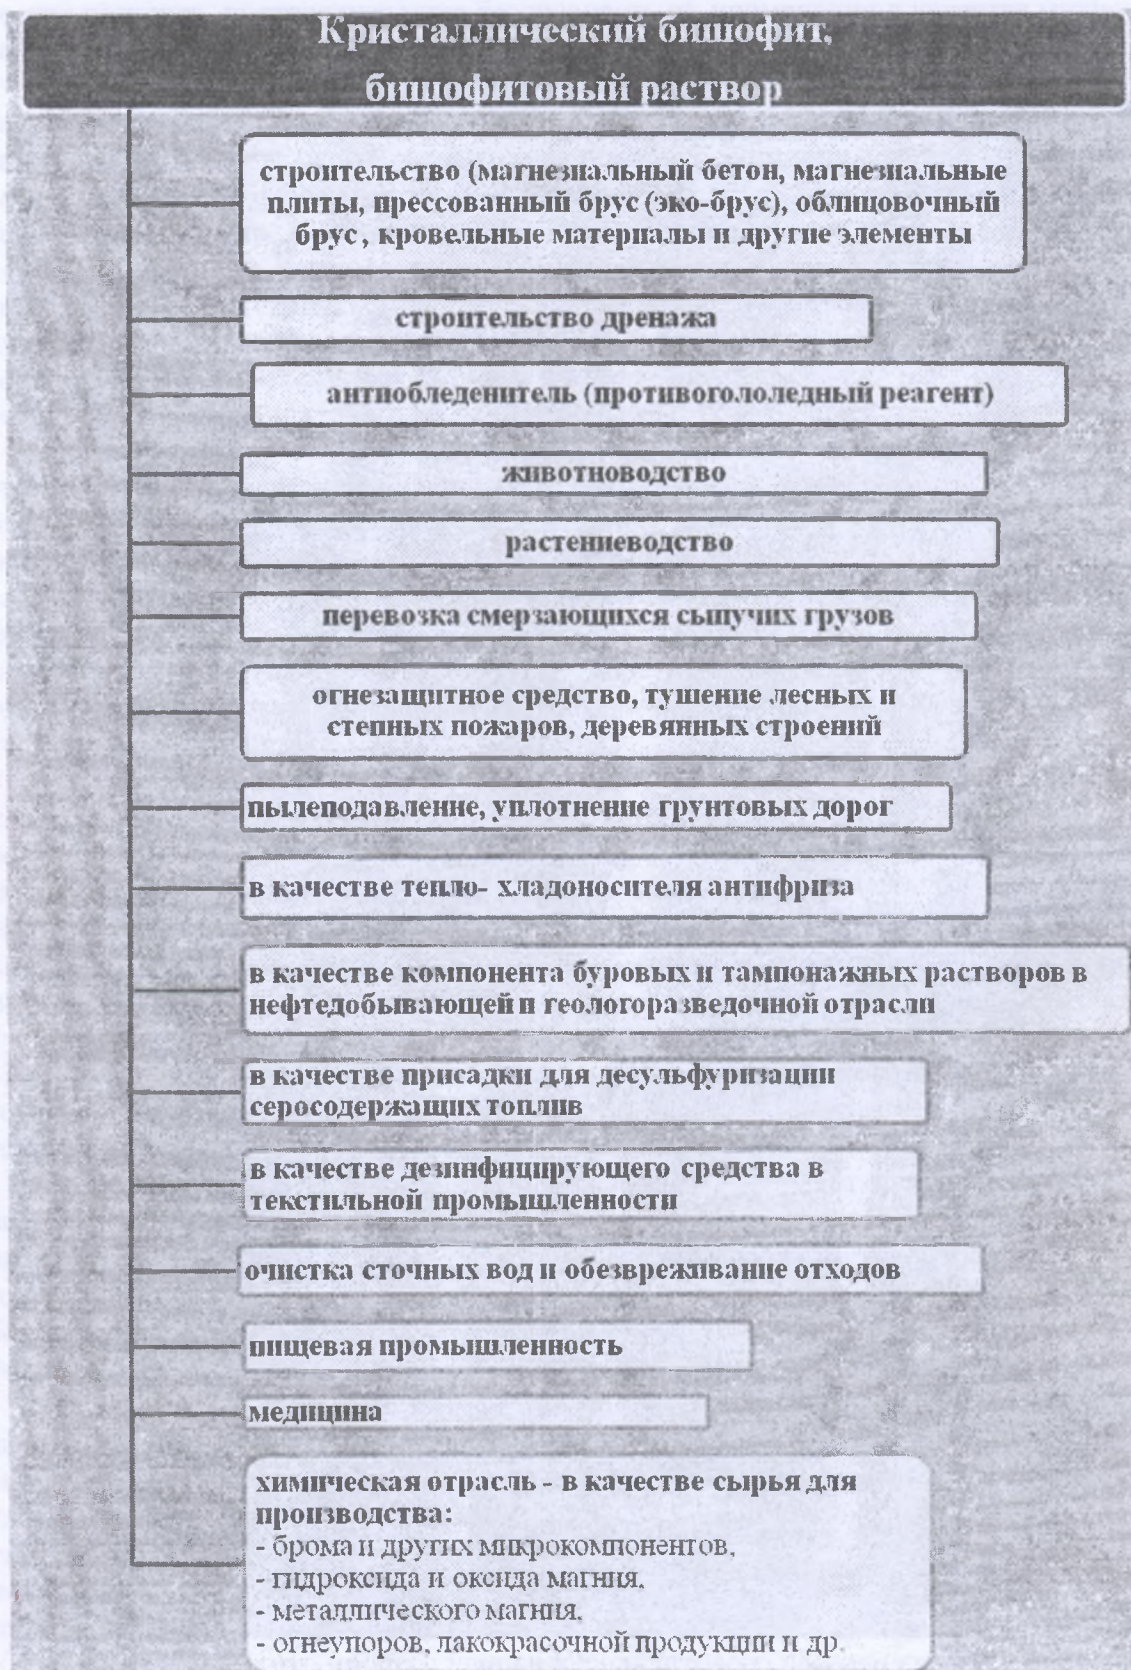 Кристаллический бишофит,
бишофитовый раствор
строительство (магнезиальный бетон, магнезиальные
плиты, прессованный брус (эко-брус), облицовочный
брус, кровельные материалы и другие элементы
строительство дренажа
антиобледенитель (противогололедный реагент)
животноводство
растениеводство
перевозка смерзающихся сыпучих грузов
огнезащитное средство, тушение лесных и
степных пожаров, деревянных строений
пылеподавление, уплотнение грунтовых дорог
в качестве тепло- хладоносителя антифриза
в качестве компонента буровых и тампонажных растворов в
нефтедобывающей и геологоразведочной отрасли
в качестве присадки для десульфуризации
серосодержащих топлив
в качестве дезинфицирующего средства в
текстильной промышленности
очистка сточных вод и обезвреживание отходов
пищевая промышленность
медицина
химическая отрасль - в качестве сырья для
производства:
- брома и других микрокомпонентов,
- гидроксида и оксида магния,
- металлического магния,
- огнеупоров, лакокрасочной продукции и др.